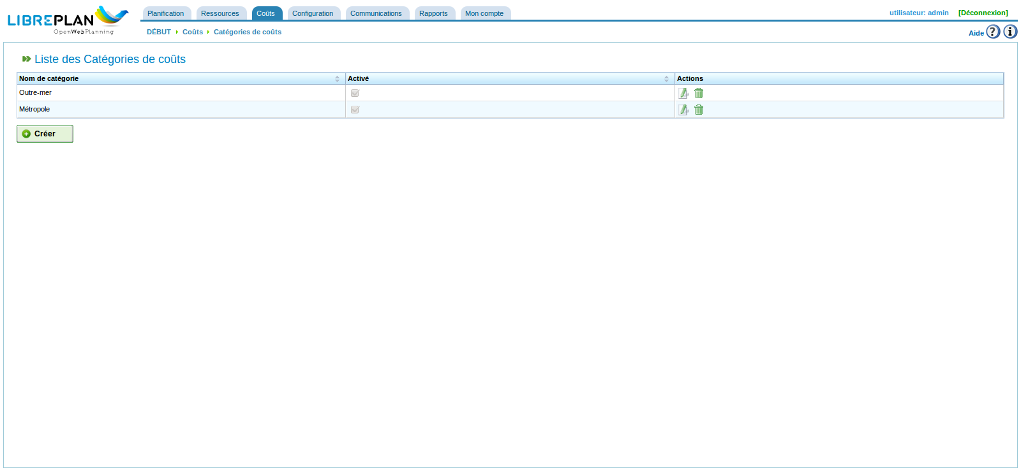 LIBREPLAN
OpenWebPlanning
Planification Ressources Coûts Configuration Communications Rapports Mon compte
utilisateur: admin [Déconnexion]
DÉBUT Coûts Catégories de coûts
Aide
Liste des Catégories de coûts
Nom de catégorie Activé Actions
Outre-mer
Métropole
Créer